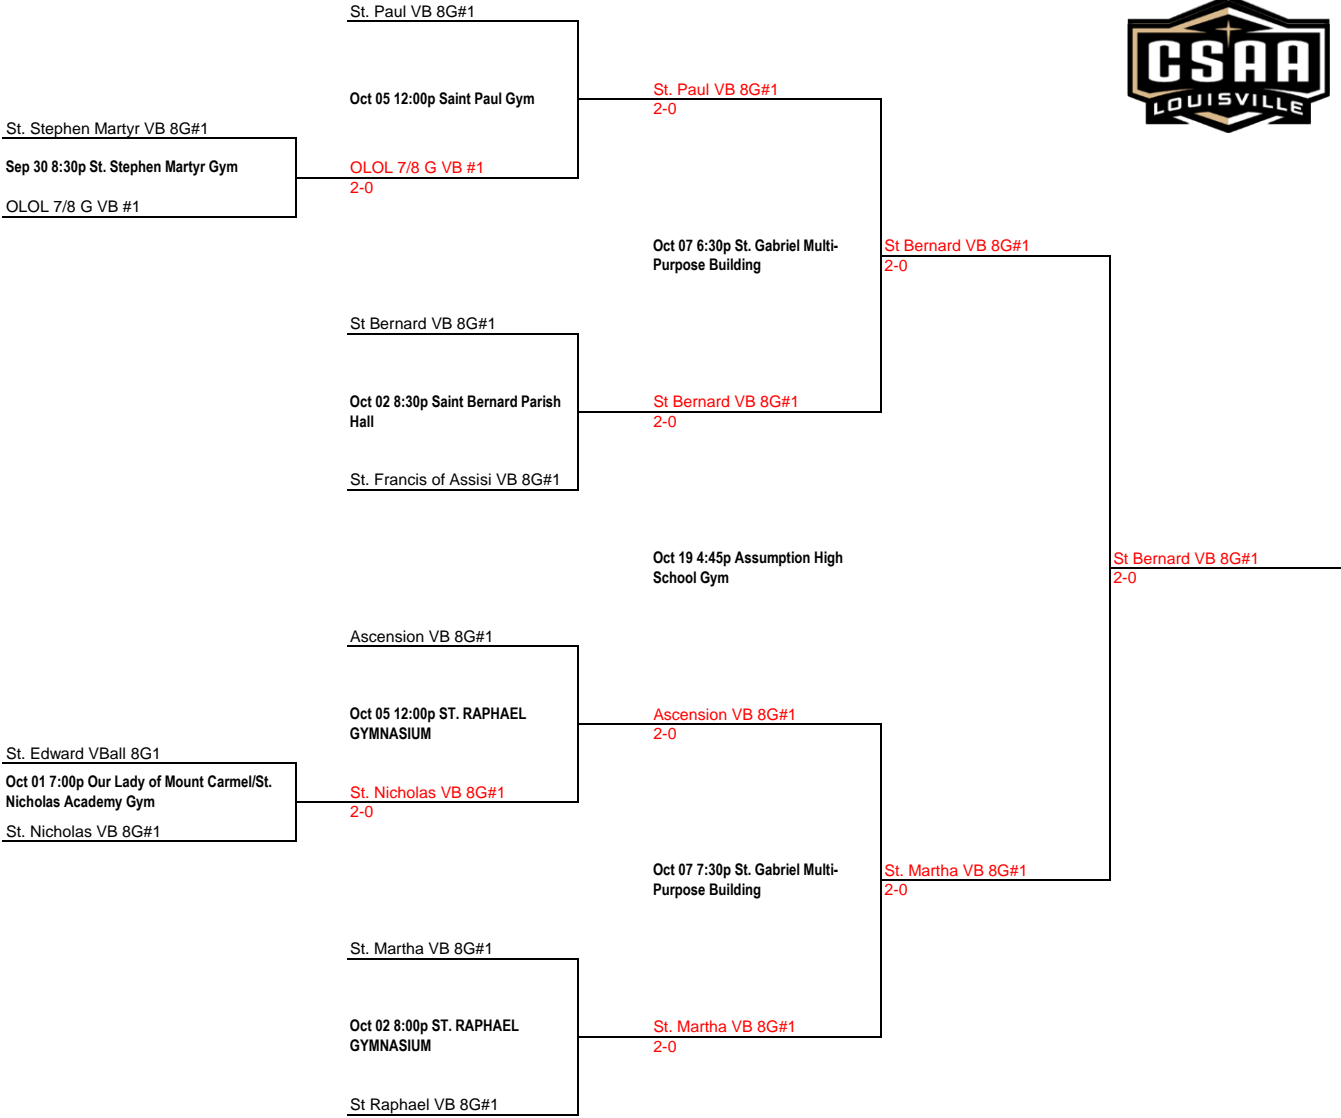 St. Paul VB 8G#1
CSAA
LOUISVILLE
Oct 05 12:00p Saint Paul Gym
St. Paul VB 8G#1
2-0
St. Stephen Martyr VB 8G#1
Sep 30 8:30p St. Stephen Martyr Gym
OLOL 7/8 G VB #1
2-0
OLOL 7/8 G VB #1
Oct 07 6:30p St. Gabriel Multi-
Purpose Building
St Bernard VB 8G#1
2-0
St Bernard VB 8G#1
Oct 02 8:30p Saint Bernard Parish
Hall
St Bernard VB 8G#1
2-0
St. Francis of Assisi VB 8G#1
Oct 19 4:45p Assumption High
School Gym
St Bernard VB 8G#1
2-0
Ascension VB 8G#1
Oct 05 12:00p ST. RAPHAEL
GYMNASIUM
Ascension VB 8G#1
2-0
St. Edward VBall 8G1
Oct 01 7:00p Our Lady of Mount Carmel/St.
Nicholas Academy Gym
St. Nicholas VB 8G#1
2-0
St. Nicholas VB 8G#1
Oct 07 7:30p St. Gabriel Multi-
Purpose Building
St. Martha VB 8G#1
2-0
St. Martha VB 8G#1
Oct 02 8:00p ST. RAPHAEL
GYMNASIUM
St. Martha VB 8G#1
2-0
St Raphael VB 8G#1